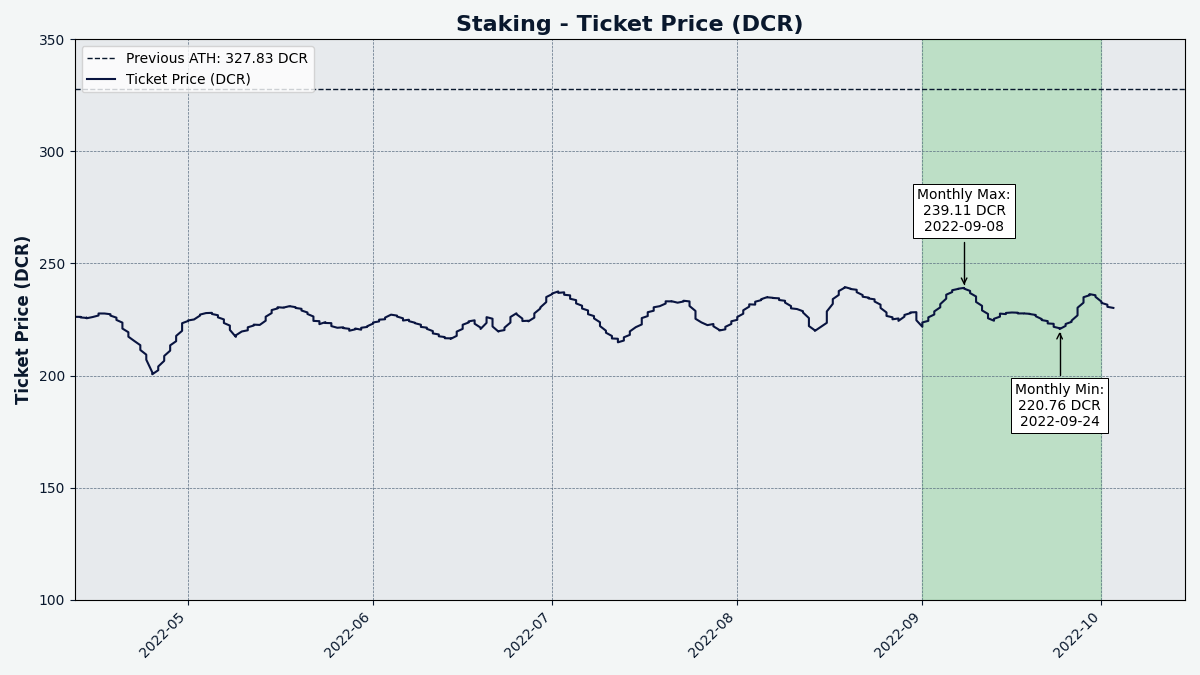 Staking - Ticket Price (DCR)
Previous ATH: 327.83 DCR
Ticket Price (DCR)
Ticket Price (DCR)
350
300
250
200
150
100
Monthly Max:
239.11 DCR
2022-09-08
Monthly Min:
220.76 DCR
2022-09-24
2022-05
2022-06
2022-07
2022-08
2022-09
2022-10